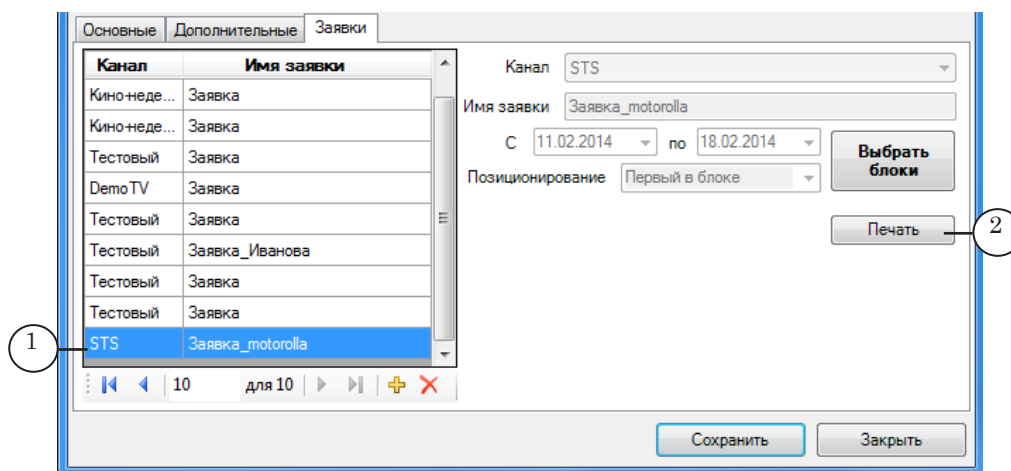 Основные Дополнительные Заявки
Канал Имя заявки
Кино-неде... Заявка
Кино-неде... Заявка
Тестовый Заявка
DemoTV Заявка
Тестовый Заявка
Тестовый Заявка_Иванова
Тестовый Заявка
Тестовый Заявка
STS Заявка_motorolla
10 для 10
Канал STS
Имя заявки Заявка_motorolla
С 11.02.2014 по 18.02.2014
Позиционирование Первый в блоке
Выбрать
блоки
Печать
Сохранить Закрыть
1
2